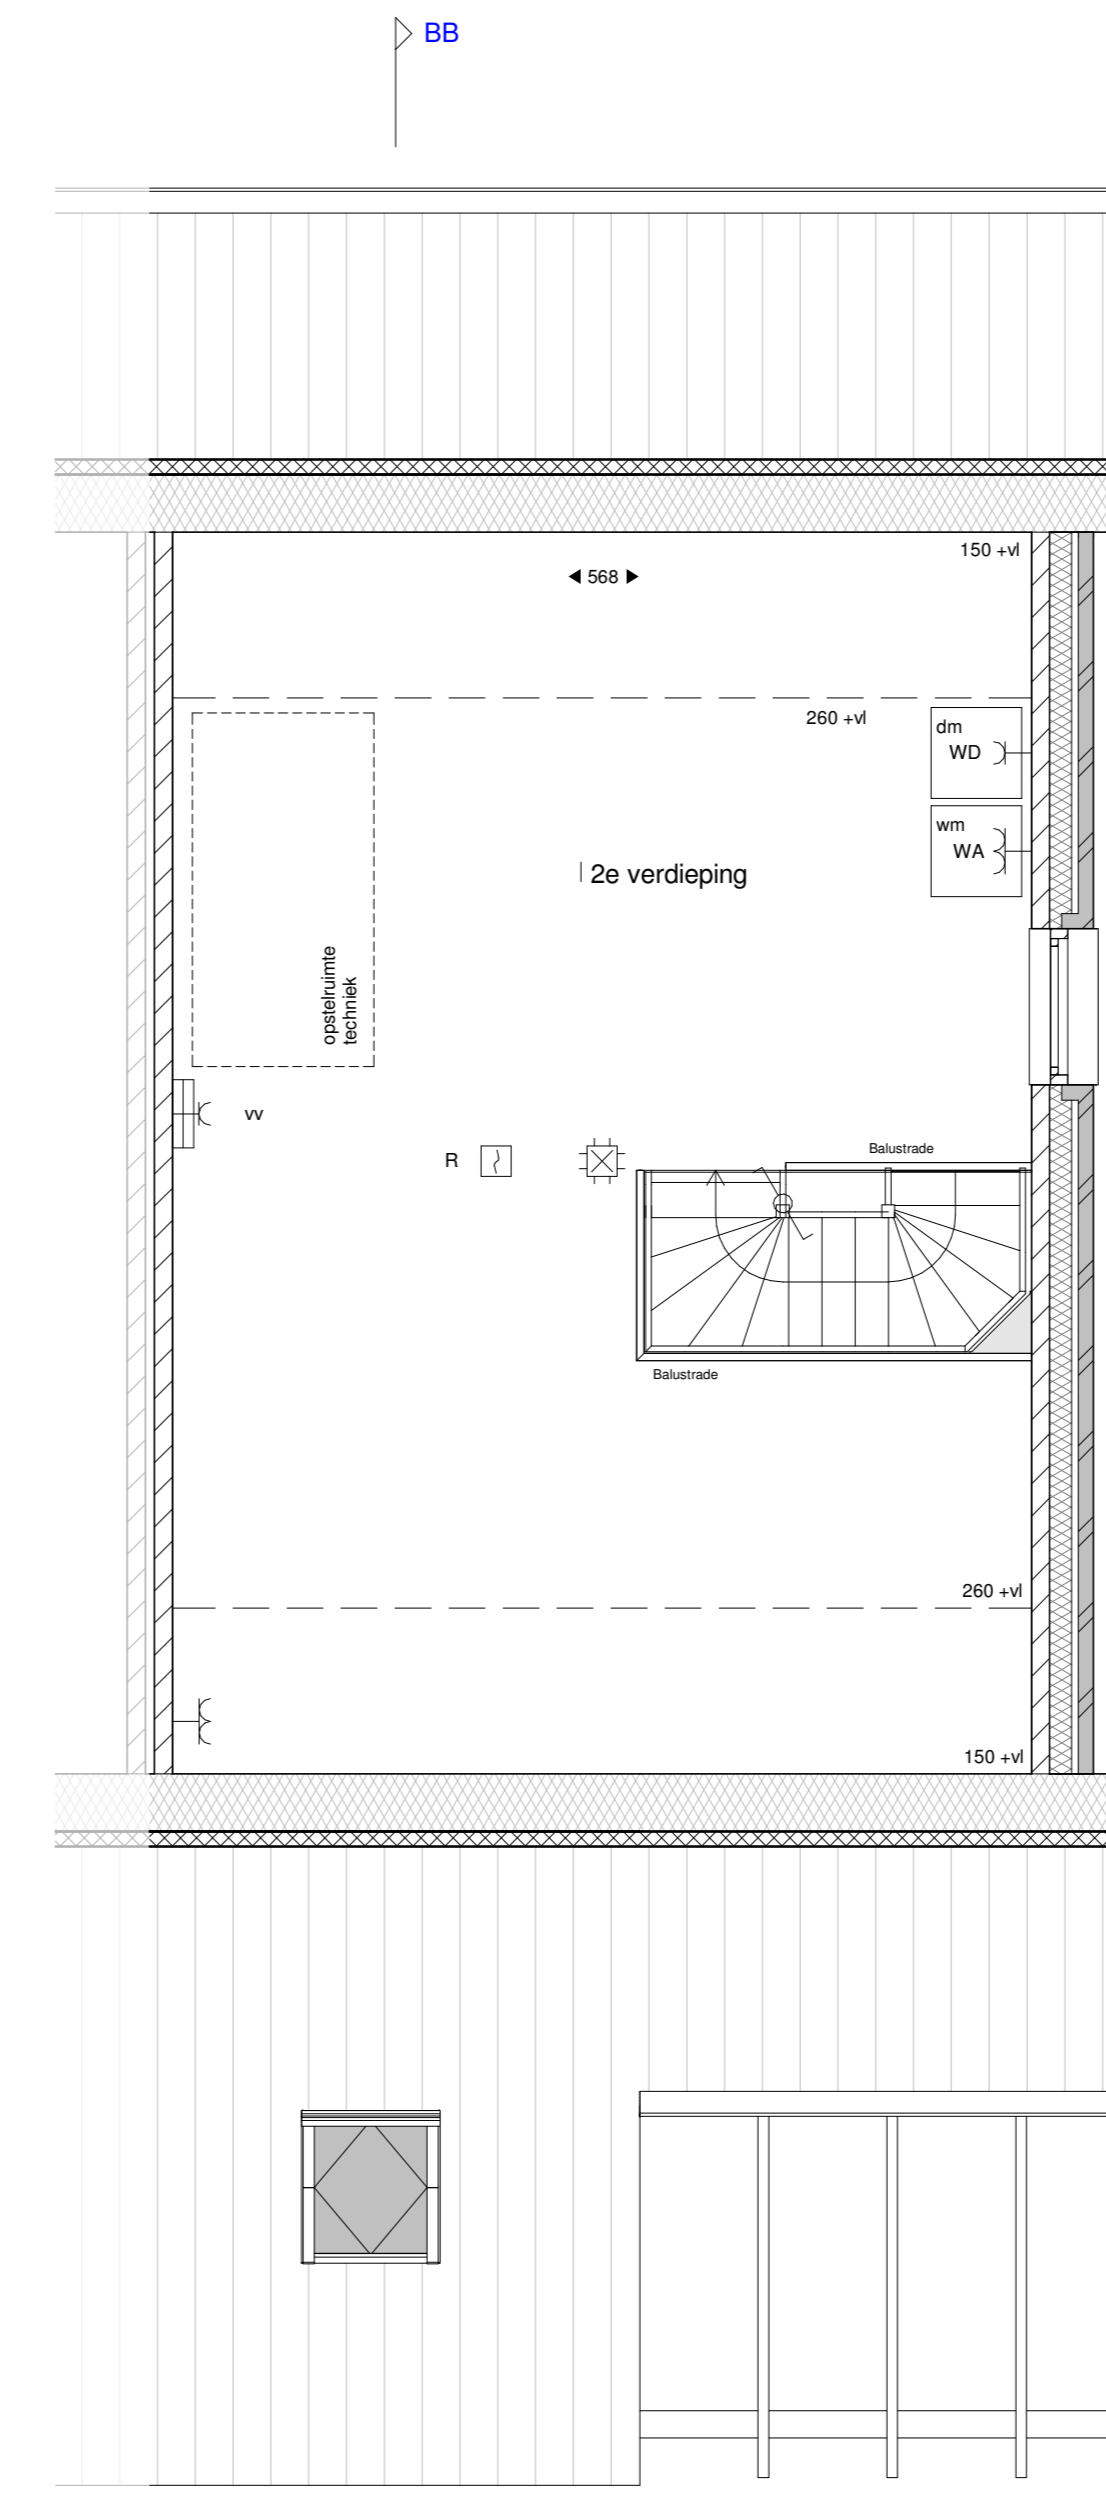 BB
150 +vl
568
260 +vl
dm
WD
wm
WA
2e verdieping
opstelruimte
techniek
vv
Balustrade
R
Balustrade
260 +vl
150 +vl